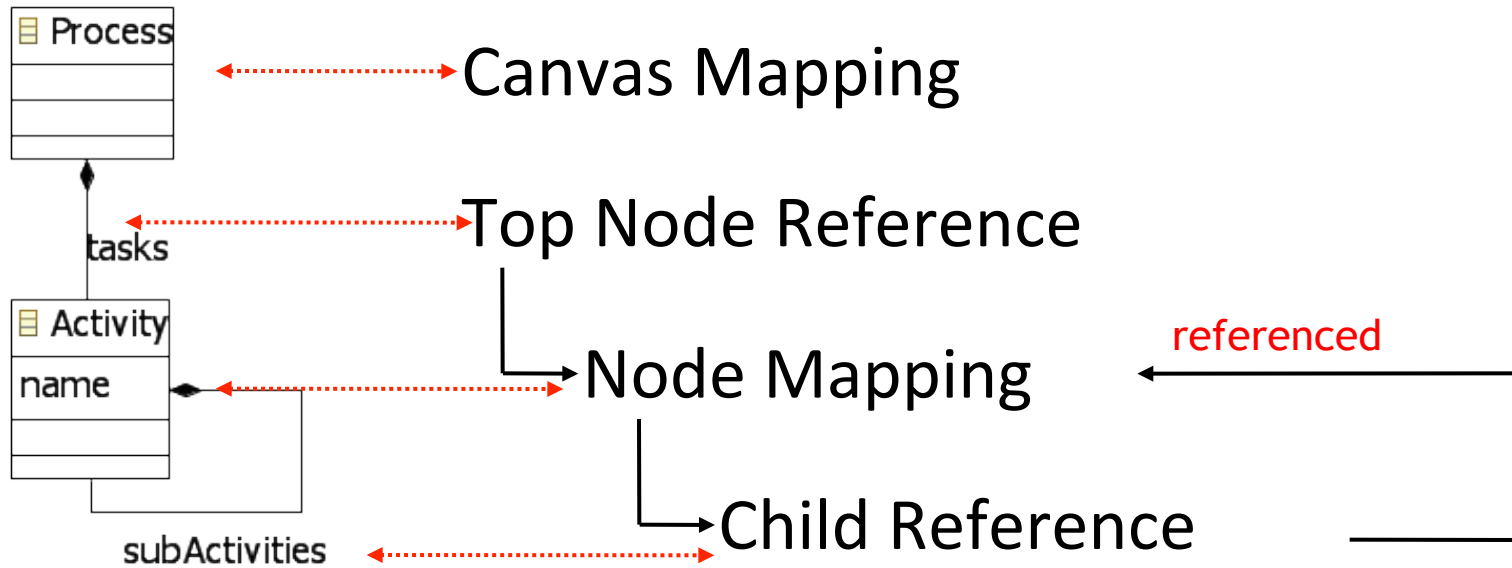 Process
Canvas Mapping
Top Node Reference
tasks
Activity
referenced
name
Node Mapping
Child Reference
subActivities